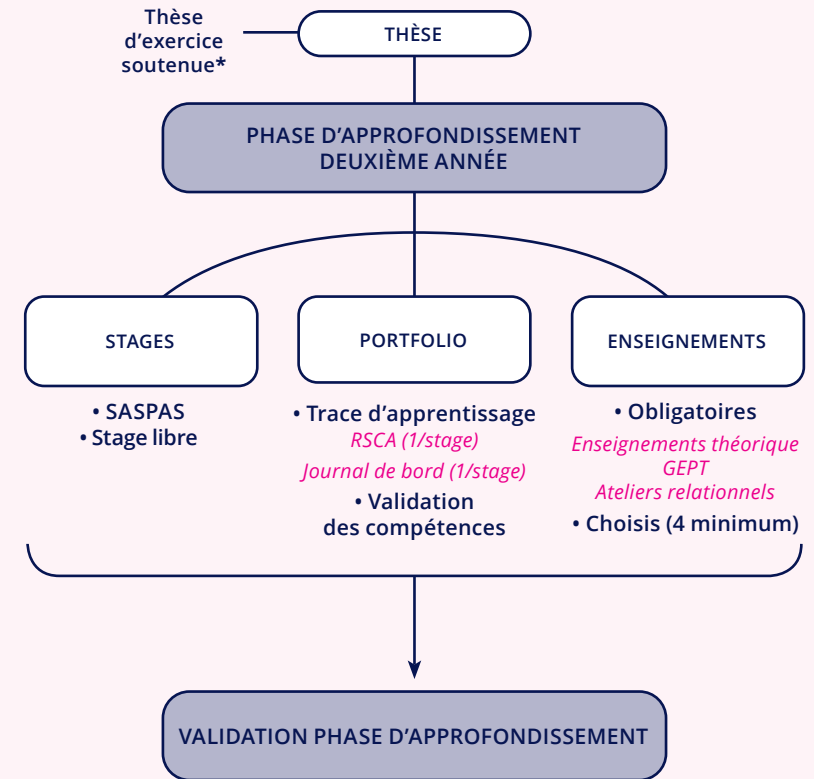 Thèse
d'exercice
soutenue*
THÈSE
PHASE D'APPROFONDISSEMENT
DEUXIÈME ANNÉE
STAGES
• SASPAS
• Stage libre
PORTFOLIO
• Trace d'apprentissage
RSCA (1/stage)
Journal de bord (1/stage)
• Validation
des compétences
ENSEIGNEMENTS
• Obligatoires
Enseignements théorique
GEPT
Ateliers relationnels
• Choisis (4 minimum)
VALIDATION PHASE D'APPROFONDISSEMENT